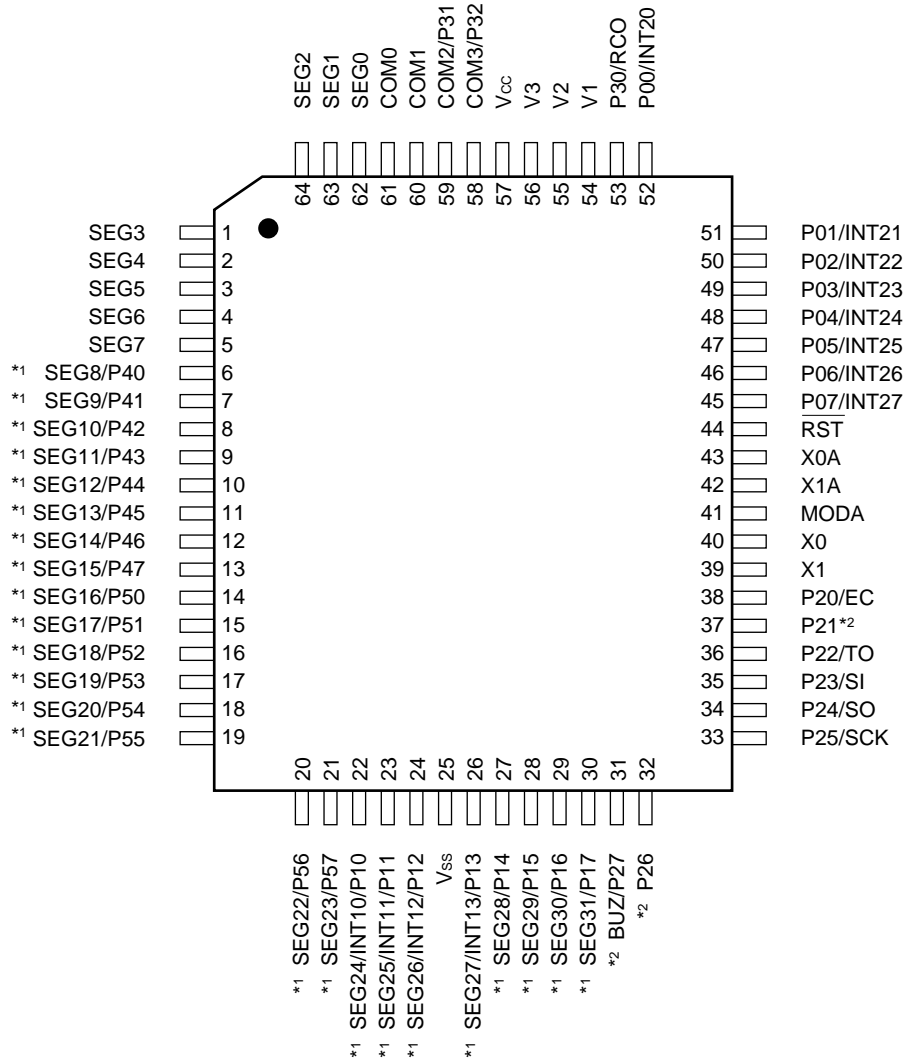 SEG2
SEG1
SEG0
COM0
COM1
COM2/P31
COM3/P32
Vcc
V3
V2
V1
P30/RCO
P00/INT20
64
63
62
61
60
59
58
57
56
55
54
53
52
SEG3 1
SEG4 2
SEG5 3
SEG6 4
SEG7 5
*1 SEG8/P40 6
*1 SEG9/P41 7
*1 SEG10/P42 8
*1 SEG11/P43 9
*1 SEG12/P44 10
*1 SEG13/P45 11
*1 SEG14/P46 12
*1 SEG15/P47 13
*1 SEG16/P50 14
*1 SEG17/P51 15
*1 SEG18/P52 16
*1 SEG19/P53 17
*1 SEG20/P54 18
*1 SEG21/P55 19
51 P01/INT21
50 P02/INT22
49 P03/INT23
48 P04/INT24
47 P05/INT25
46 P06/INT26
45 P07/INT27
44 RST
43 X0A
42 X1A
41 MODA
40 X0
39 X1
38 P20/EC
37 P21*2
36 P22/TO
35 P23/SI
34 P24/SO
33 P25/SCK
20
21
22
23
24
25
26
27
28
29
30
31
32
*1 SEG22/P56
*1 SEG23/P57
*1 SEG24/INT10/P10
*1 SEG25/INT11/P11
*1 SEG26/INT12/P12
Vss
*1 SEG27/INT13/P13
*1 SEG28/P14
*1 SEG29/P15
*1 SEG30/P16
*1 SEG31/P17
*2 BUZ/P27
*2 P26